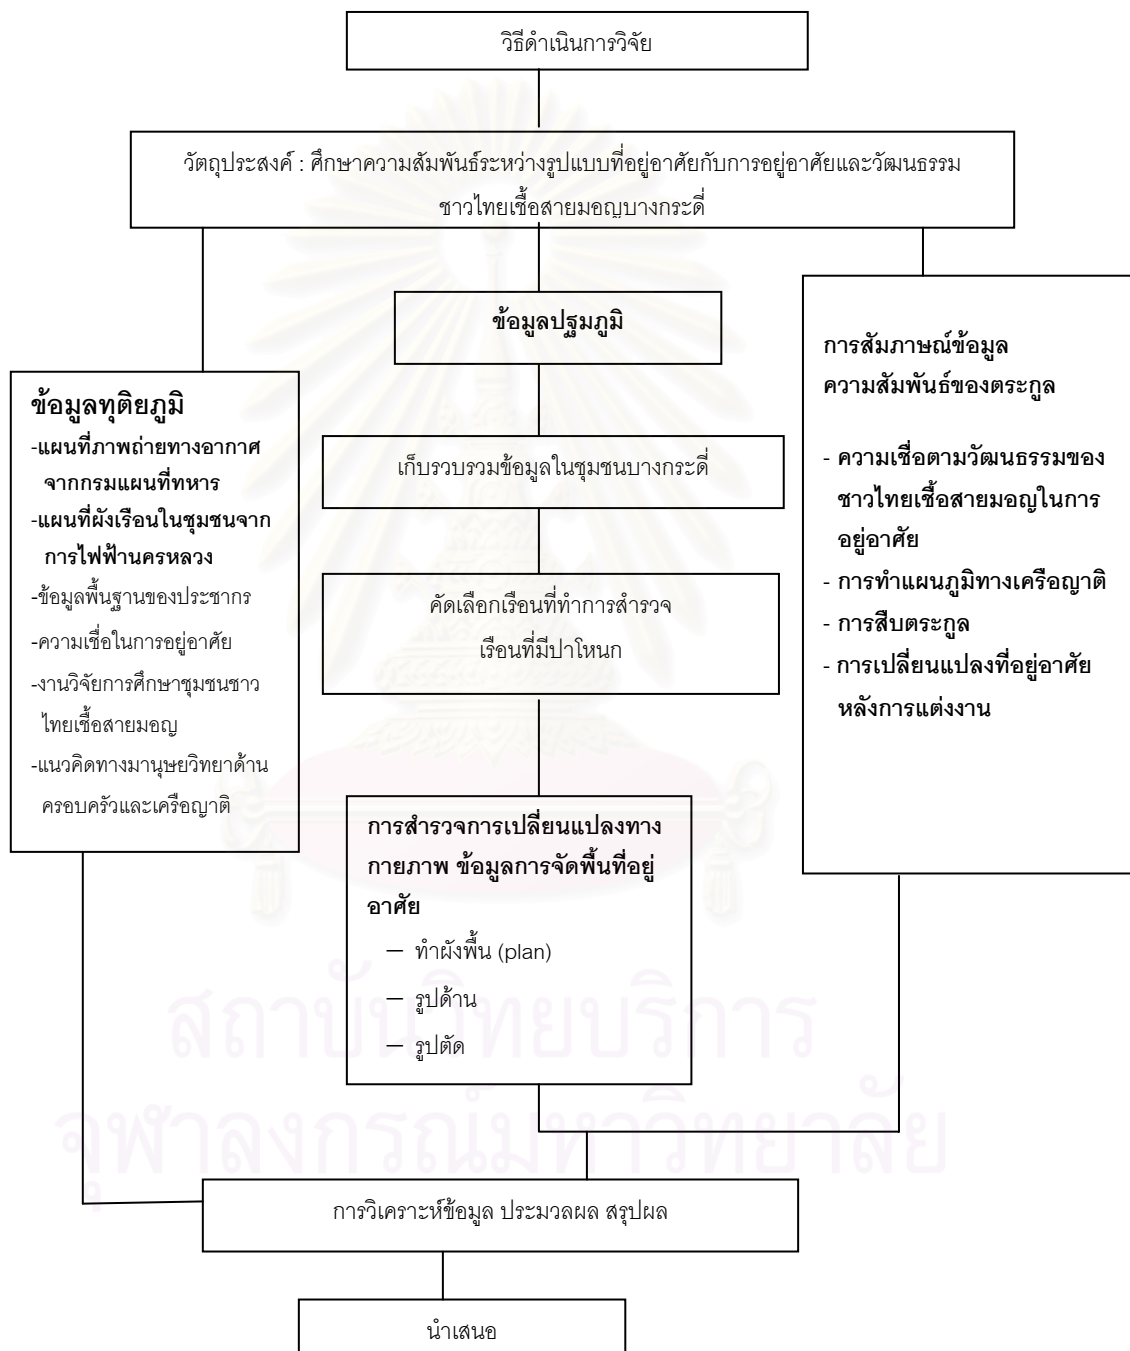 วิธีดำเนินการวิจัย
วัตถุประสงค์ : ศึกษาความสัมพันธ์ระหว่างรูปแบบที่อยู่อาศัยกับการอยู่อาศัยและวัฒนธรรม
ชาวไทยเชื้อสายมอญบางกระดี่
ข้อมูลทุติยภูมิ
-แผนที่ภาพถ่ายทางอากาศ
จากกรมแผนที่ทหาร
-แผนที่ผังเรือนในชุมชนจาก
การไฟฟ้านครหลวง
-ข้อมูลพื้นฐานของประชากร
-ความเชื่อในการอยู่อาศัย
-งานวิจัยการศึกษาชุมชนชาว
ไทยเชื้อสายมอญ
-แนวคิดทางมานุษยวิทยาด้าน
ครอบครัวและเครือญาติ
ข้อมูลปฐมภูมิ
เก็บรวบรวมข้อมูลในชุมชนบางกระดี่
คัดเลือกเรือนที่ทำการสำรวจ
เรือนที่มีปาโหนก
การสำรวจการเปลี่ยนแปลงทาง
กายภาพ ข้อมูลการจัดพื้นที่อยู่
อาศัย
— ทำผังพื้น (plan)
— รูปด้าน
— รูปตัด
การสัมภาษณ์ข้อมูล
ความสัมพันธ์ของตระกูล
- ความเชื่อตามวัฒนธรรมของ
ชาวไทยเชื้อสายมอญในการ
อยู่อาศัย
- การทำแผนภูมิทางเครือญาติ
- การสืบตระกูล
- การเปลี่ยนแปลงที่อยู่อาศัย
หลังการแต่งงาน
สถาบันวิทยบริการ
จุฬาลงกรณ์มหาวิทยาลัย
การวิเคราะห์ข้อมูล ประมวลผล สรุปผล
นำเสนอ